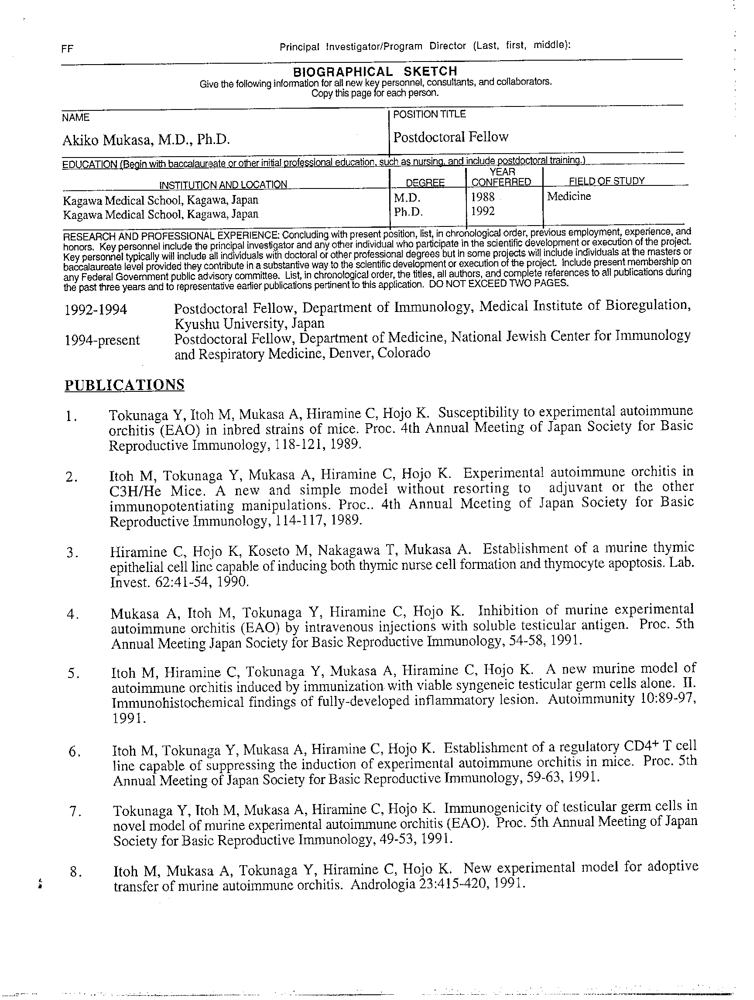 FF
Principal Investigator/Program Director (Last, first, middle):
BIOGRAPHICAL SKETCH
Give the following information for all new key personnel, consultants, and collaborators.
Copy this page for each person.
NAME
POSITION TITLE
Akiko Mukasa, M.D., Ph.D.
Postdoctoral Fellow
EDUCATION (Begin with baccalaureate or other initial professional education, such as nursing, and include postdoctoral training.)
INSTITUTION AND LOCATION
DEGREE
YEAR
CONFERRED
FIELD OF STUDY
Kagawa Medical School, Kagawa, Japan M.D. 1988 Medicine
Kagawa Medical School, Kagawa, Japan Ph.D. 1992
RESEARCH AND PROFESSIONAL EXPERIENCE: Concluding with present position, list, in chronological order, previous employment, experience, and
honors. Key personnel include the principal investigator and any other individual who participate in the scientific development or execution of the project.
Key personnel typically will include all individuals with doctoral or other professional degrees but in some projects will include individuals at the masters or
baccalaureate level provided they contribute in a substantive way to the scientific development or execution of the project. Include present membership on
any Federal Government public advisory committee. List, in chronological order, the titles, all authors, and complete references to all publications during
the past three years and to representative earlier publications pertinent to this application. DO NOT EXCEED TWO PAGES.
1992-1994 Postdoctoral Fellow, Department of Immunology, Medical Institute of Bioregulation,
Kyushu University, Japan
1994-present Postdoctoral Fellow, Department of Medicine, National Jewish Center for Immunology
and Respiratory Medicine, Denver, Colorado
PUBLICATIONS
1. Tokunaga Y, Itoh M, Mukasa A, Hiramine C, Hojo K. Susceptibility to experimental autoimmune
orchitis (EAO) in inbred strains of mice. Proc. 4th Annual Meeting of Japan Society for Basic
Reproductive Immunology, 118-121, 1989.
2. Itoh M, Tokunaga Y, Mukasa A, Hiramine C, Hojo K. Experimental autoimmune orchitis in
C3H/He Mice. A new and simple model without resorting to adjuvant or the other
immunopotentiating manipulations. Proc.. 4th Annual Meeting of Japan Society for Basic
Reproductive Immunology, 114-117, 1989.
3. Hiramine C, Hojo K, Koseto M, Nakagawa T, Mukasa A. Establishment of a murine thymic
epithelial cell line capable of inducing both thymic nurse cell formation and thymocyte apoptosis. Lab.
Invest. 62:41-54, 1990.
4. Mukasa A, Itoh M, Tokunaga Y, Hiramine C, Hojo K. Inhibition of murine experimental
autoimmune orchitis (EAO) by intravenous injections with soluble testicular antigen. Proc. 5th
Annual Meeting Japan Society for Basic Reproductive Immunology, 54-58, 1991.
5. Itoh M, Hiramine C, Tokunaga Y, Mukasa A, Hiramine C, Hojo K. A new murine model of
autoimmune orchitis induced by immunization with viable syngeneic testicular germ cells alone. II.
Immunohistochemical findings of fully-developed inflammatory lesion. Autoimmunity 10:89-97,
1991.
6. Itoh M, Tokunaga Y, Mukasa A, Hiramine C, Hojo K. Establishment of a regulatory CD4+ T cell
line capable of suppressing the induction of experimental autoimmune orchitis in mice. Proc. 5th
Annual Meeting of Japan Society for Basic Reproductive Immunology, 59-63, 1991.
7. Tokunaga Y, Itoh M, Mukasa A, Hiramine C, Hojo K. Immunogenicity of testicular germ cells in
novel model of murine experimental autoimmune orchitis (EAO). Proc. 5th Annual Meeting of Japan
Society for Basic Reproductive Immunology, 49-53, 1991.
8. Itoh M, Mukasa A, Tokunaga Y, Hiramine C, Hojo K. New experimental model for adoptive
transfer of murine autoimmune orchitis. Andrologia 23:415-420, 1991.